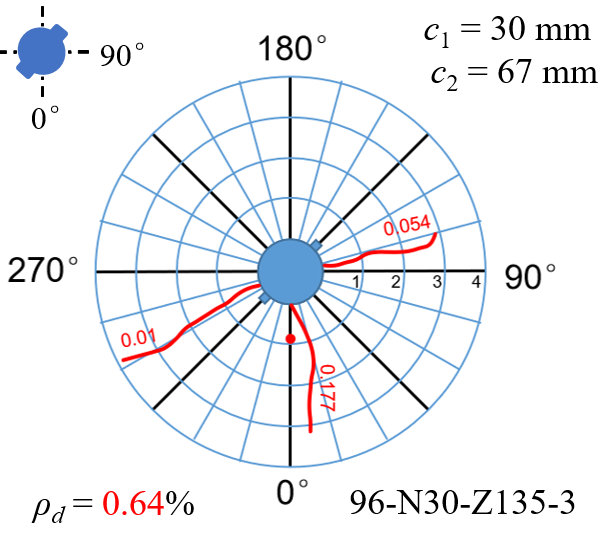 c₁ = 30 mm
90°
c₂ = 67 mm
180°
0°
0.054
270°
1 2 3 4
90°
0.01
0.177
0°
ρd = 0.64%
96-N30-Z135-3